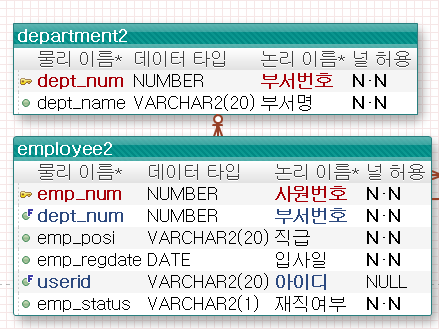 department2
물리 이름* 데이터 타입 논리 이름* 널 허용
dept_num NUMBER 부서번호 N·N
dept_name VARCHAR2(20) 부서명 N·N
employee2
물리 이름* 데이터 타입 논리 이름* 널 허용
emp_num NUMBER 사원번호 N·N
F dept_num NUMBER 부서번호 N·N
emp_posi VARCHAR2(20) 직급 N·N
emp_regdate DATE 입사일 N·N
F userid VARCHAR2(20) 아이디 NULL
emp_status VARCHAR2(1) 재직여부 N·N